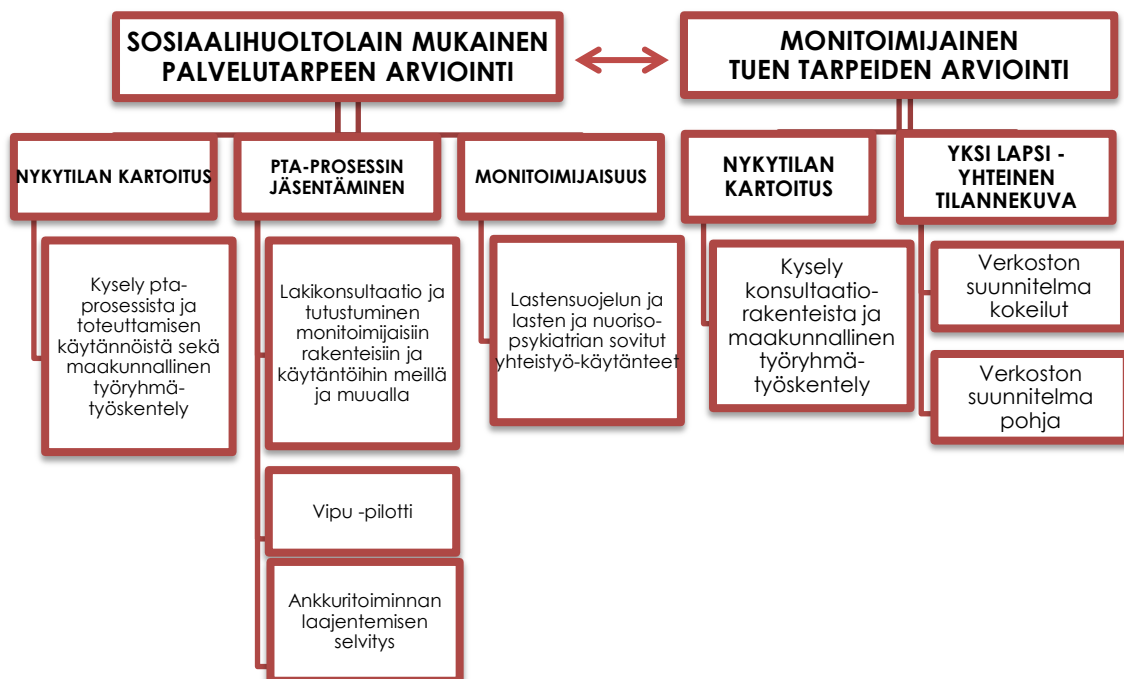 SOSIAALIHUOLTOLAIN MUKAINEN
PALVELUTARPEEN ARVIOINTI
MONITOIMIJAINEN
TUEN TARPEIDEN ARVIOINTI
NYKYTILAN KARTOITUS
PTA-PROSESSIN
JÄSENTÄMINEN
MONITOIMIJAISUUS
NYKYTILAN
KARTOITUS
YKSI LAPSI -
YHTEINEN
TILANNEKUVA
Kysely pta-
prosessista ja
toteuttamisen
käytännöistä sekä
maakunnallinen
työryhmä-
työskentely
Lakikonsultaatio ja
tutustuminen
monitoimijaisiin
rakenteisiin ja
käytäntöihin meillä
ja muualla
Vipu -pilotti
Ankkuritoiminnan
laajentemisen
selvitys
Lastensuojelun ja
lasten ja nuoriso-
psykiatrian sovitut
yhteistyö-käytänteet
Kysely
konsultaatio-
rakenteista ja
maakunnallinen
työryhmä-
työskentely
Verkoston
suunnitelma
kokeilut
Verkoston
suunnitelma
pohja